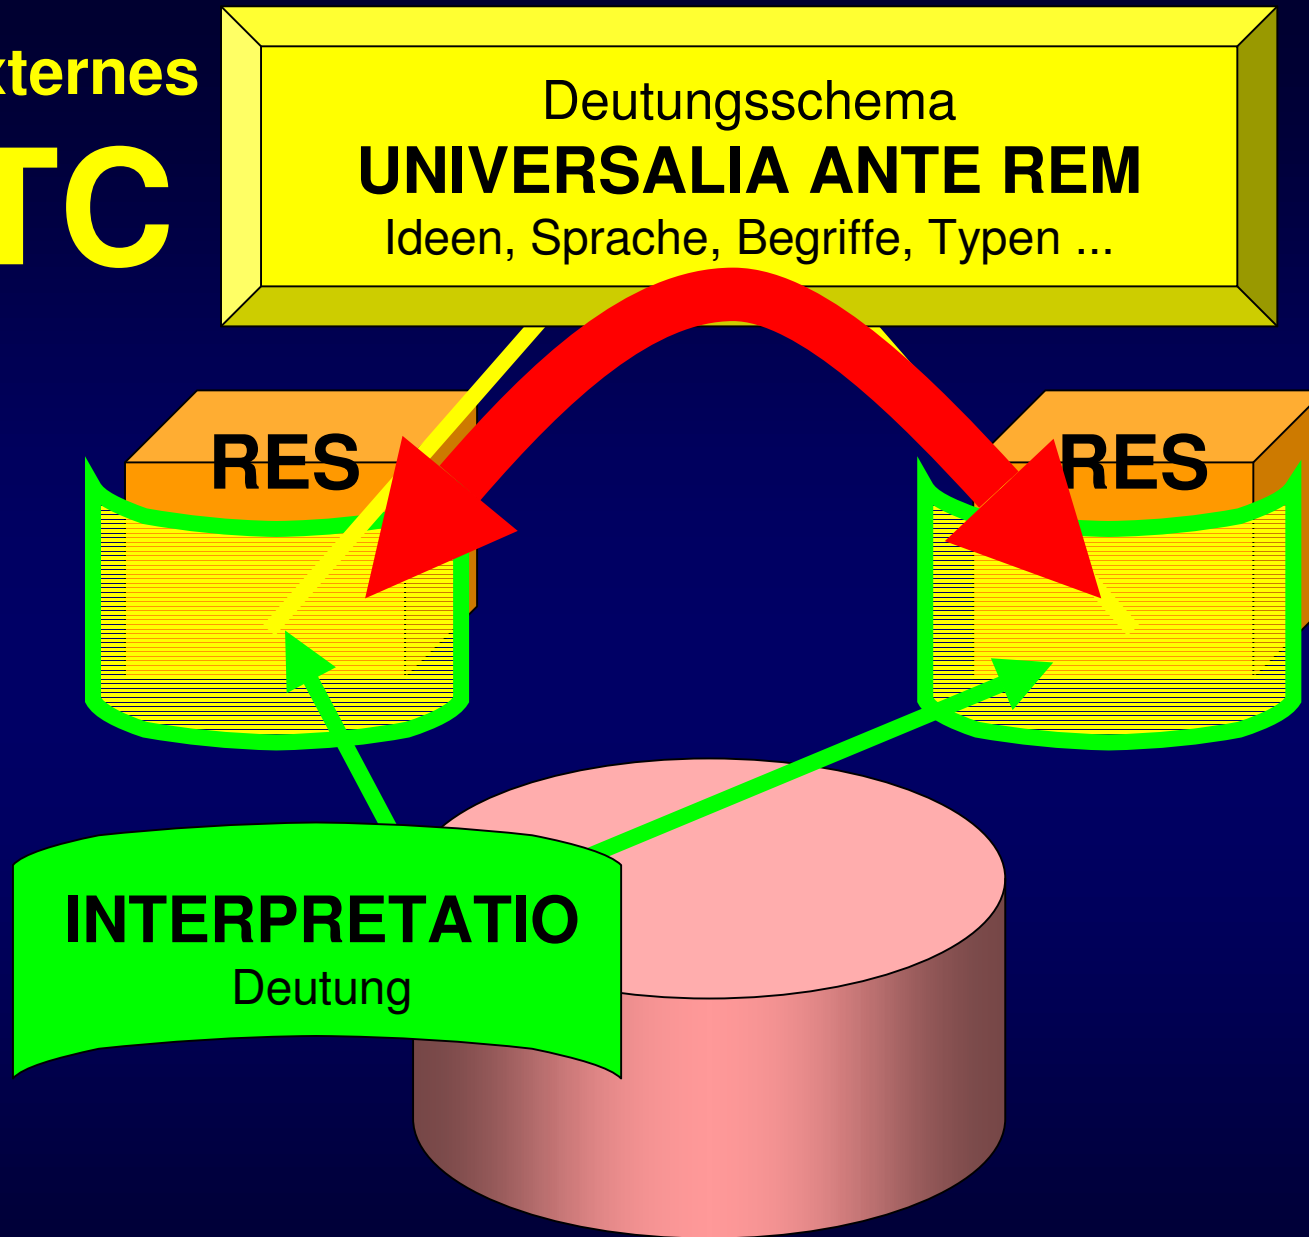 xternes
TC
Deutungsschema
UNIVERSALIA ANTE REM
Ideen, Sprache, Begriffe, Typen ...
RES
RES
INTERPRETATIO
Deutung